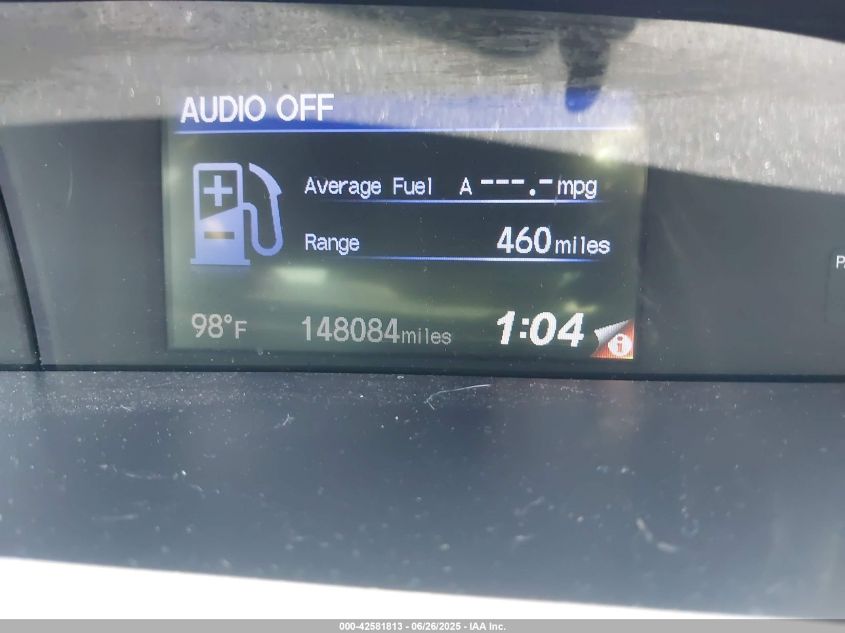 AUDIO OFF
Average Fuel A ---.- mpg
Range 460 miles
98°F 148084 miles 1:04 i
000-42581813 - 06/26/2025 - IAA Inc.